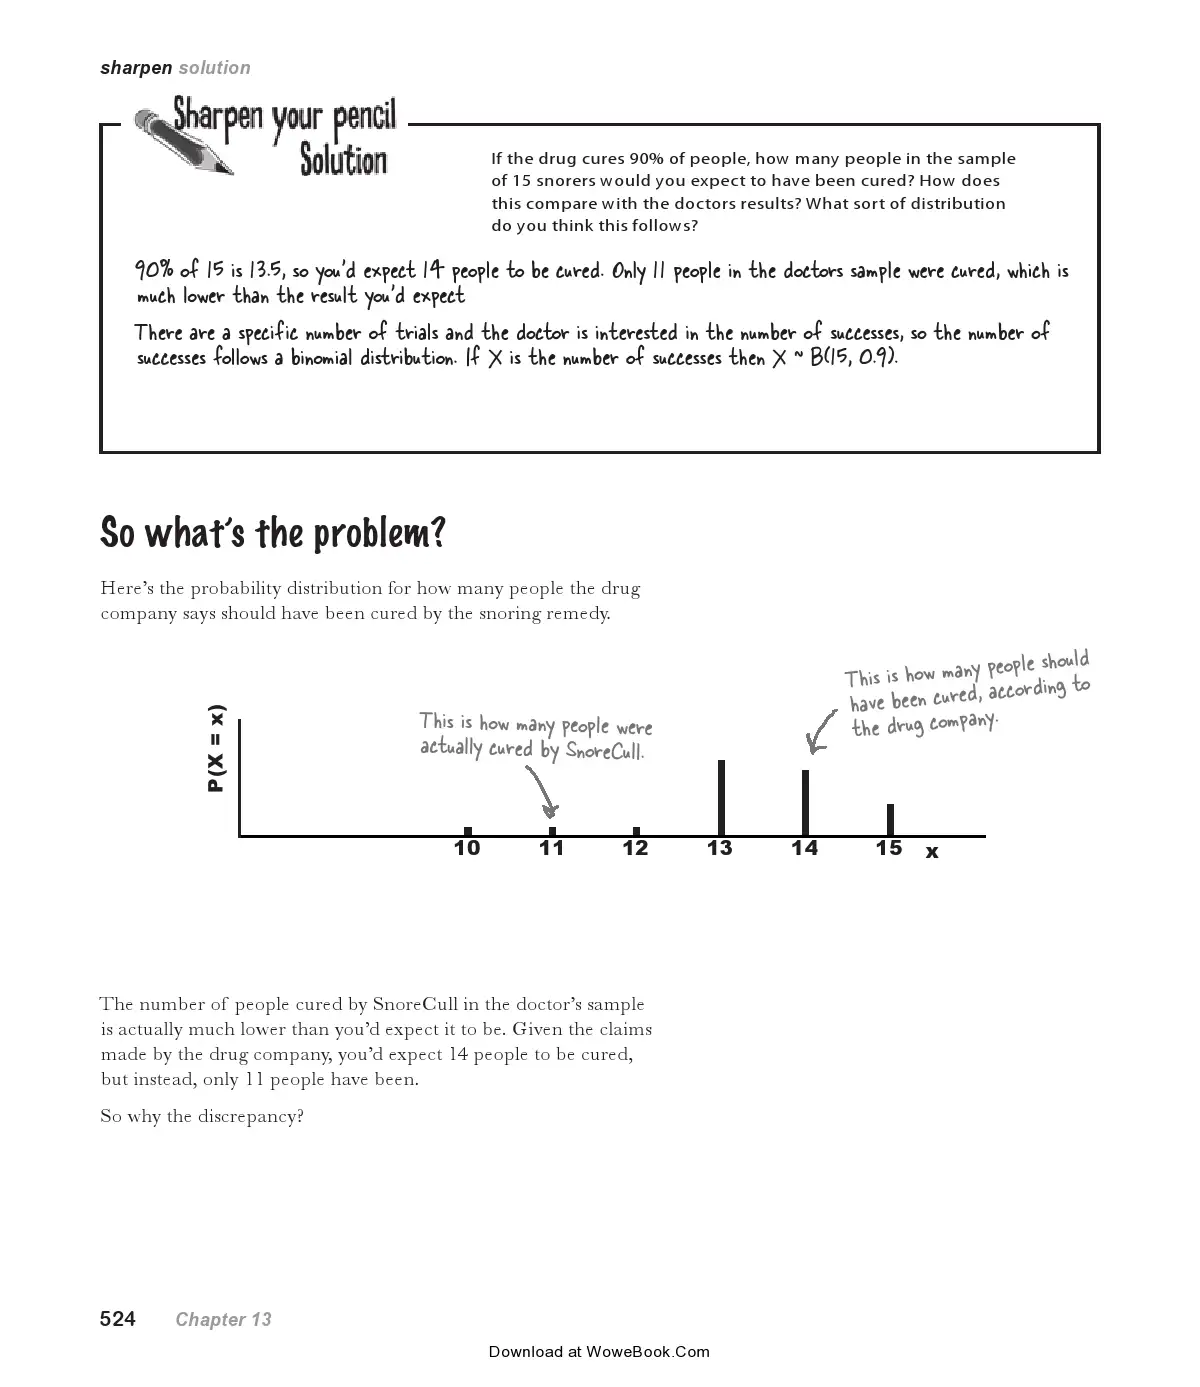 sharpen solution
Sharpen your pencil
Solution
If the drug cures 90% of people, how many people in the sample
of 15 snorers would you expect to have been cured? How does
this compare with the doctors results? What sort of distribution
do you think this follows?
90% of 15 is 13.5, so you'd expect 14 people to be cured. Only 11 people in the doctors sample were cured, which is
much lower than the result you'd expect
There are a specific number of trials and the doctor is interested in the number of successes, so the number of
successes follows a binomial distribution. If X is the number of successes then X ~ B(15, 0.9).
So what's the problem?
Here’s the probability distribution for how many people the drug
company says should have been cured by the snoring remedy.
This is how many people should
have been cured, according to
the drug company.
This is how many people were
actually cured by SnoreCull.
P(X = x)
10 11 12 13 14 15 x
The number of people cured by SnoreCull in the doctor’s sample
is actually much lower than you’d expect it to be. Given the claims
made by the drug company, you’d expect 14 people to be cured,
but instead, only 11 people have been.
So why the discrepancy?
524 Chapter 13
Download at WoweBook.Com